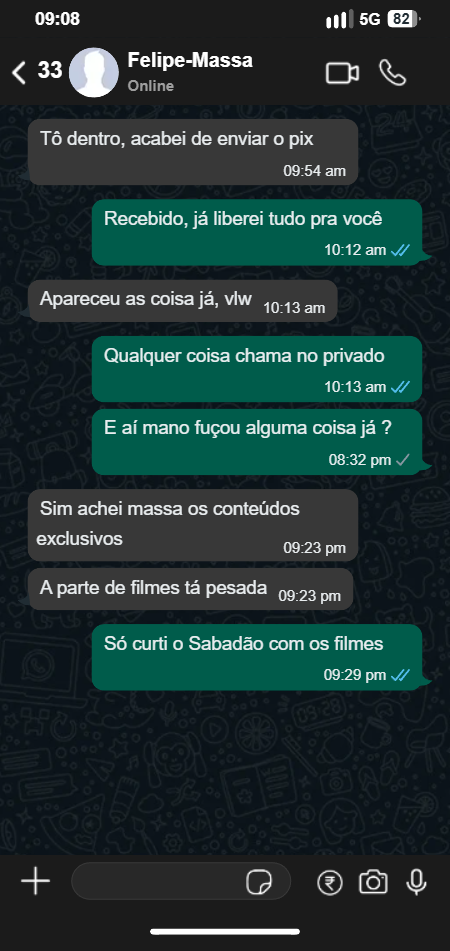 09:08
5G 82
33 Felipe-Massa
Online
Tô dentro, acabei de enviar o pix
09:54 am
Recebido, já liberei tudo pra você
10:12 am
Apareceu as coisa já, vlw 10:13 am
Qualquer coisa chama no privado
10:13 am
E aí mano fuçou alguma coisa já ?
08:32 pm
Sim achei massa os conteúdos
exclusivos
09:23 pm
A parte de filmes tá pesada 09:23 pm
Só curti o Sabadão com os filmes
09:29 pm
₹